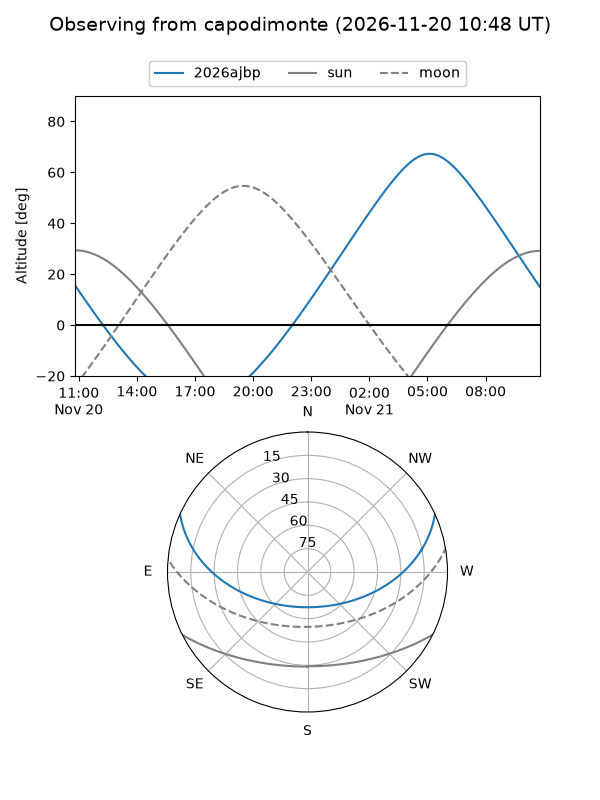 Observing from capodimonte (2026-11-20 10:48 UT)
2026ajbp sun moon
80
60
40
20
0
−20
Altitude [deg]
11:00 14:00 17:00 20:00 23:00 02:00 05:00 08:00
Nov 20 Nov 21
N
NE NW
15
30
45
60
75
E W
SE SW
S